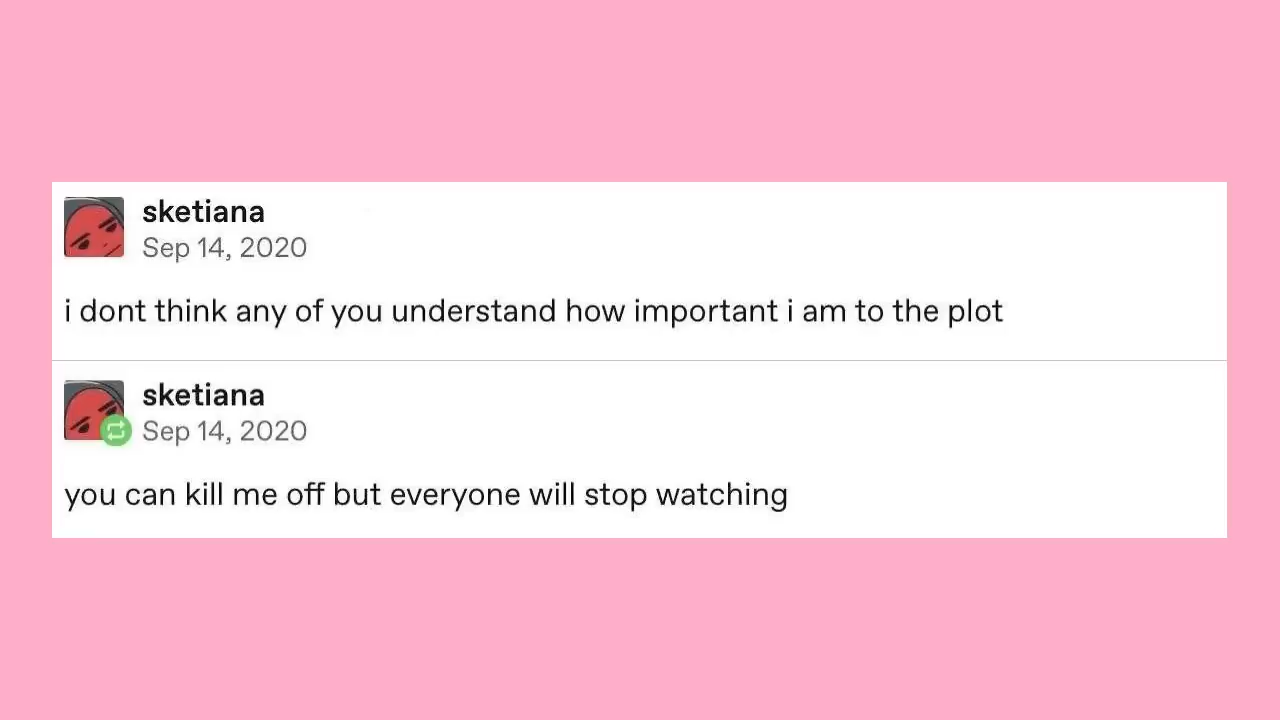 sketiana
Sep 14, 2020
i dont think any of you understand how important i am to the plot
sketiana
Sep 14, 2020
you can kill me off but everyone will stop watching